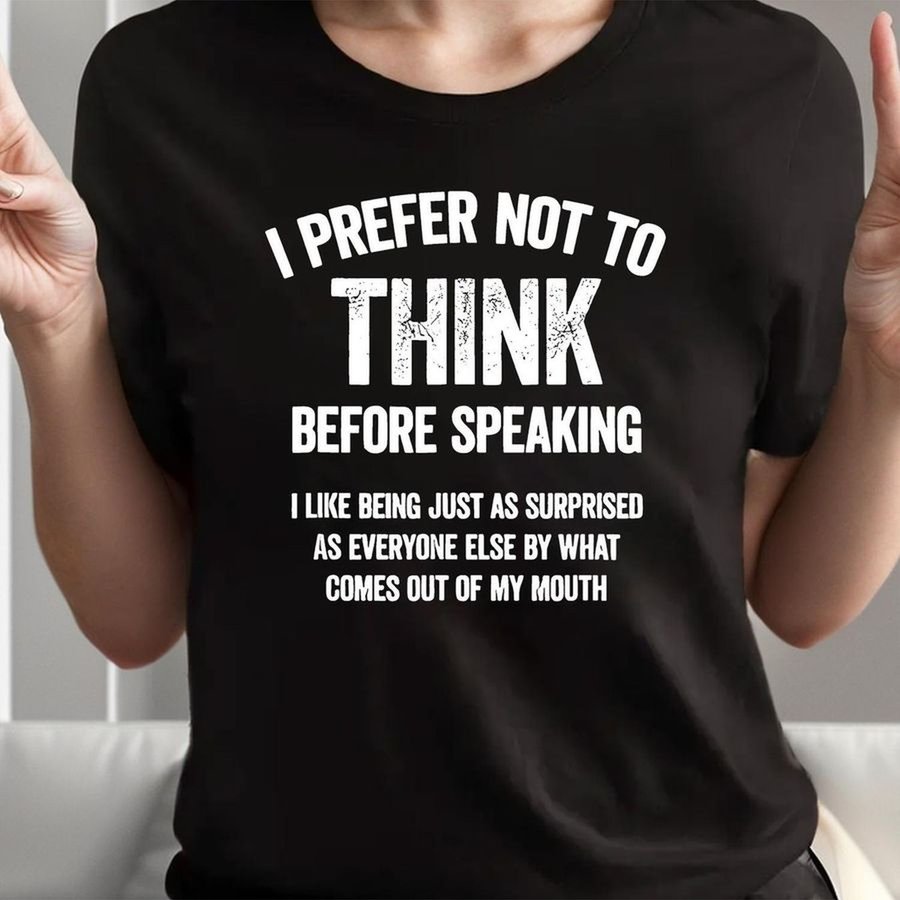 I PREFER NOT TO
THINK
BEFORE SPEAKING
I LIKE BEING JUST AS SURPRISED
AS EVERYONE ELSE BY WHAT
COMES OUT OF MY MOUTH